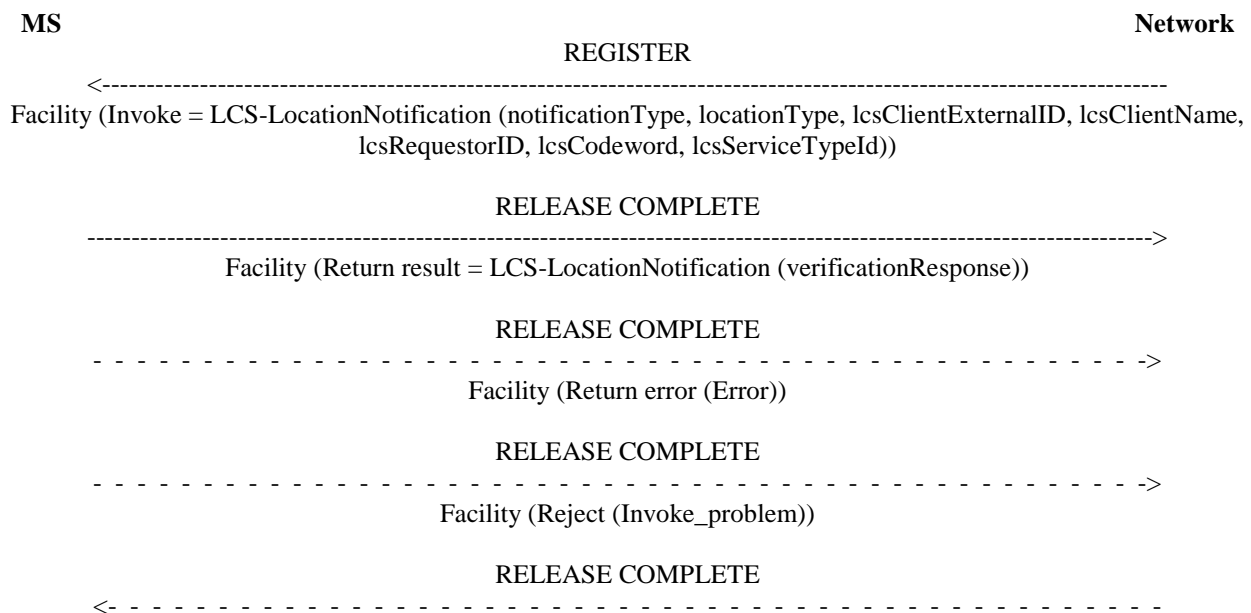 MS Network
REGISTER
<------------------------------------------------------------------------------------------------------------------------
Facility (Invoke = LCS-LocationNotification (notificationType, locationType, lcsClientExternalID, lcsClientName,
lcsRequestorID, lcsCodeword, lcsServiceTypeId))
RELEASE COMPLETE
------------------------------------------------------------------------------------------------------------------------>
Facility (Return result = LCS-LocationNotification (verificationResponse))
RELEASE COMPLETE
- - - - - - - - - - - - - - - - - - - - - - - - - - - - - - - - - - - - - - - - - - - - - - - ->
Facility (Return error (Error))
RELEASE COMPLETE
- - - - - - - - - - - - - - - - - - - - - - - - - - - - - - - - - - - - - - - - - - - - - - - ->
Facility (Reject (Invoke_problem))
RELEASE COMPLETE
<- - - - - - - - - - - - - - - - - - - - - - - - - - - - - - - - - - - - - - - - - - - - - - - -